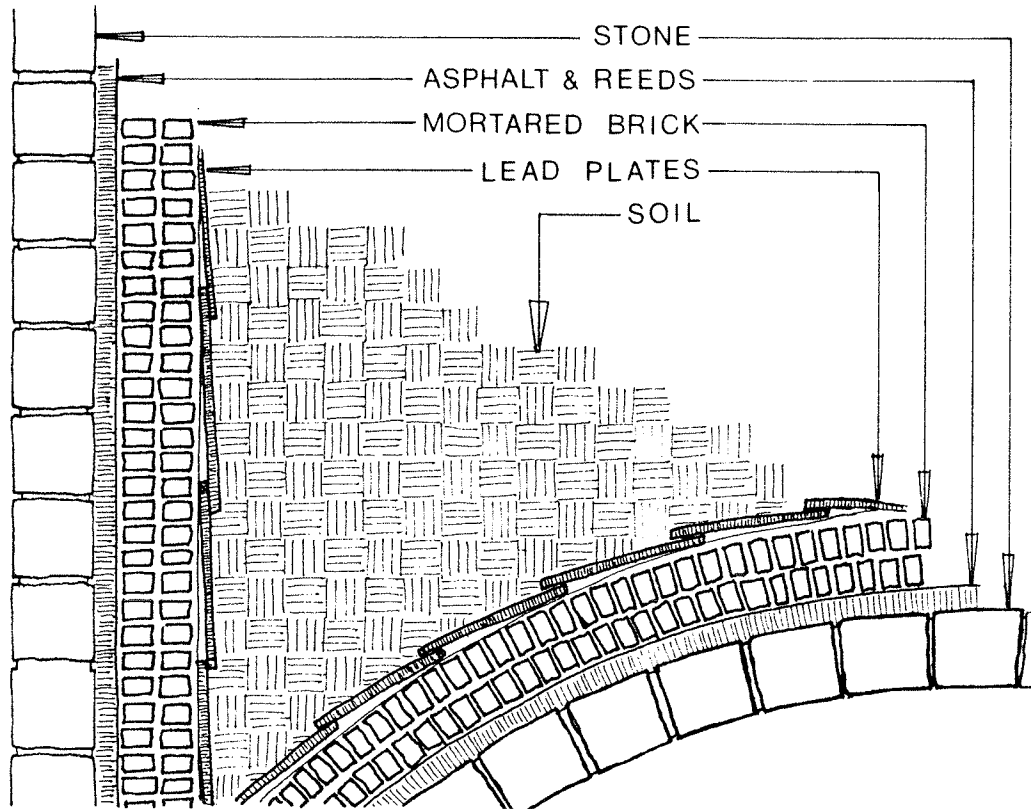 STONE
ASPHALT & REEDS
MORTARED BRICK
LEAD PLATES
SOIL